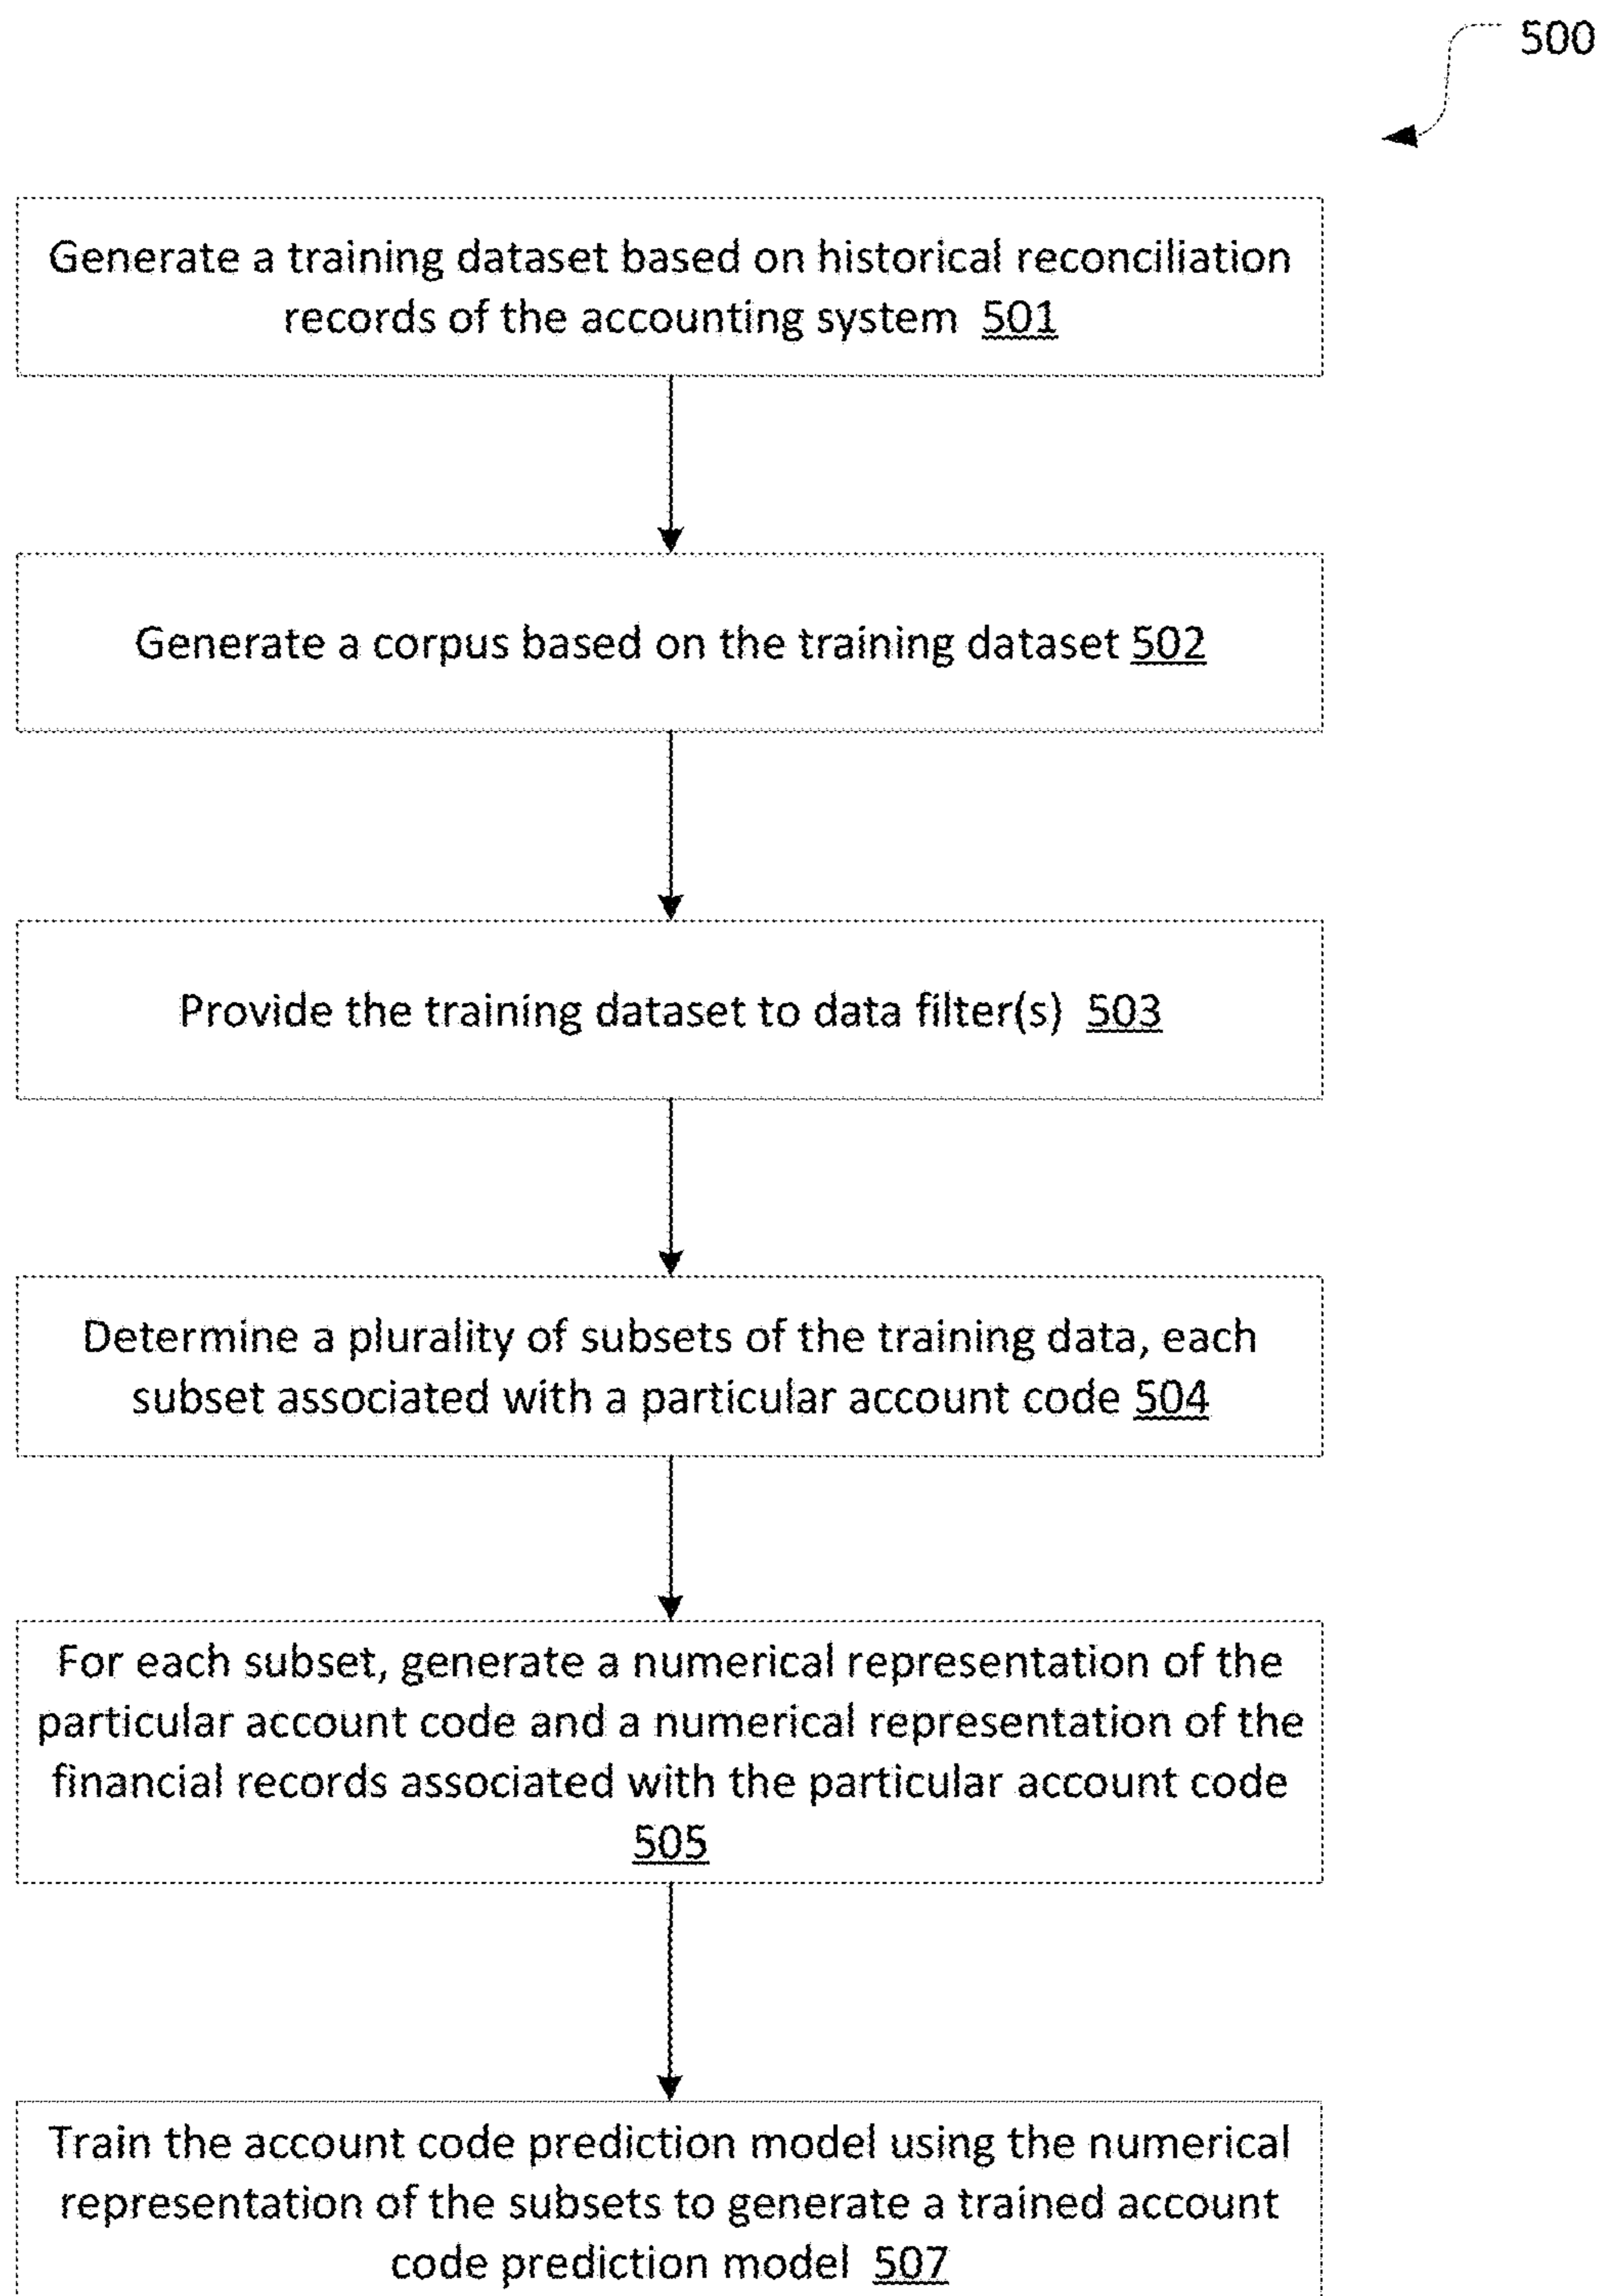 500
Generate a training dataset based on historical reconciliation
records of the accounting system 501
Generate a corpus based on the training dataset 502
Provide the training dataset to data filter(s) 503
Determine a plurality of subsets of the training data, each
subset associated with a particular account code 504
For each subset, generate a numerical representation of the
particular account code and a numerical representation of the
financial records associated with the particular account code
505
Train the account code prediction model using the numerical
representation of the subsets to generate a trained account
code prediction model 507